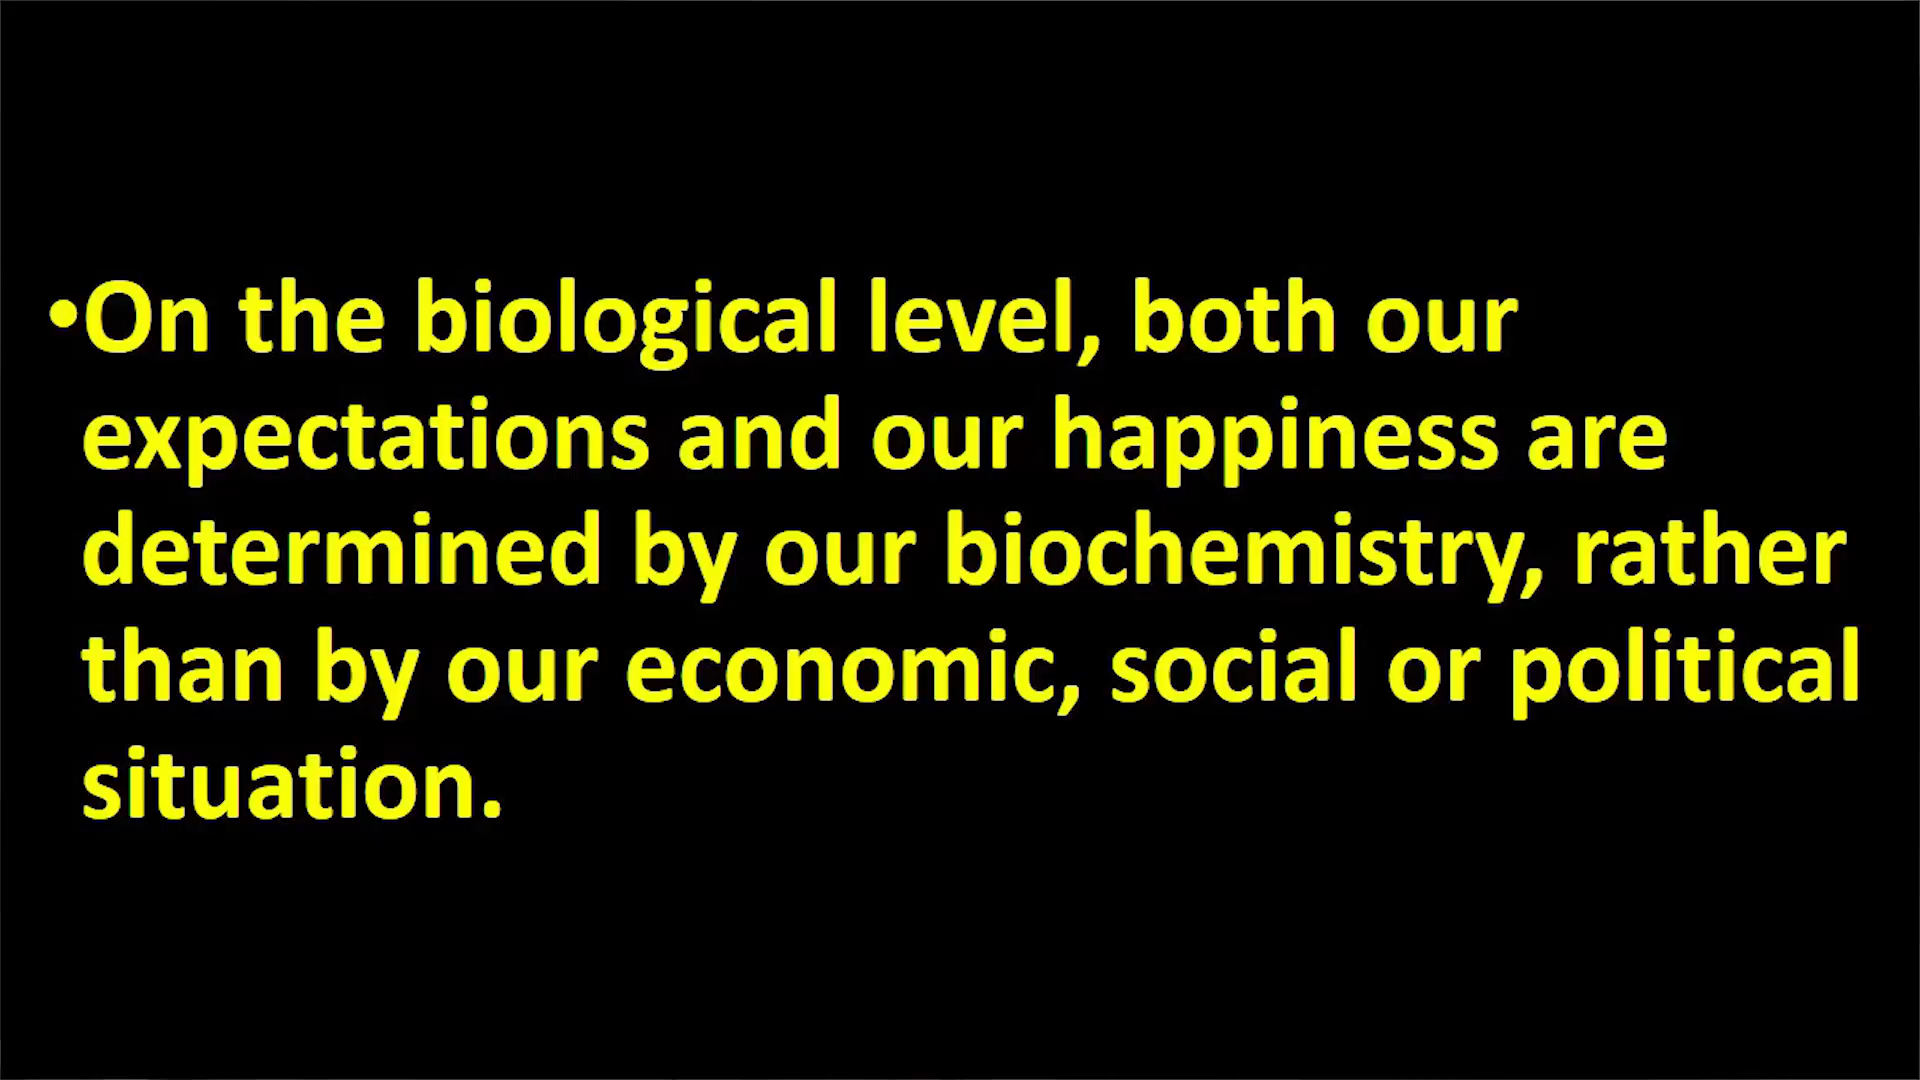 •On the biological level, both our
expectations and our happiness are
determined by our biochemistry, rather
than by our economic, social or political
situation.